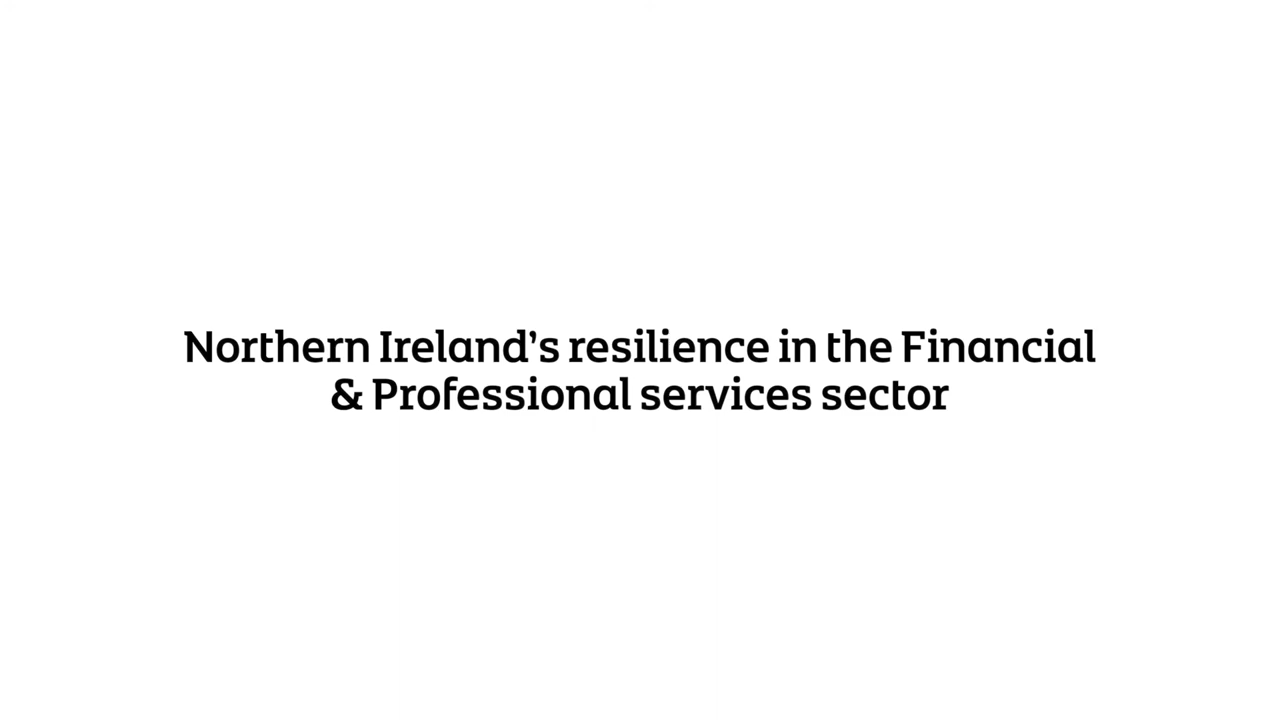 Northern Ireland’s resilience in the Financial
& Professional services sector